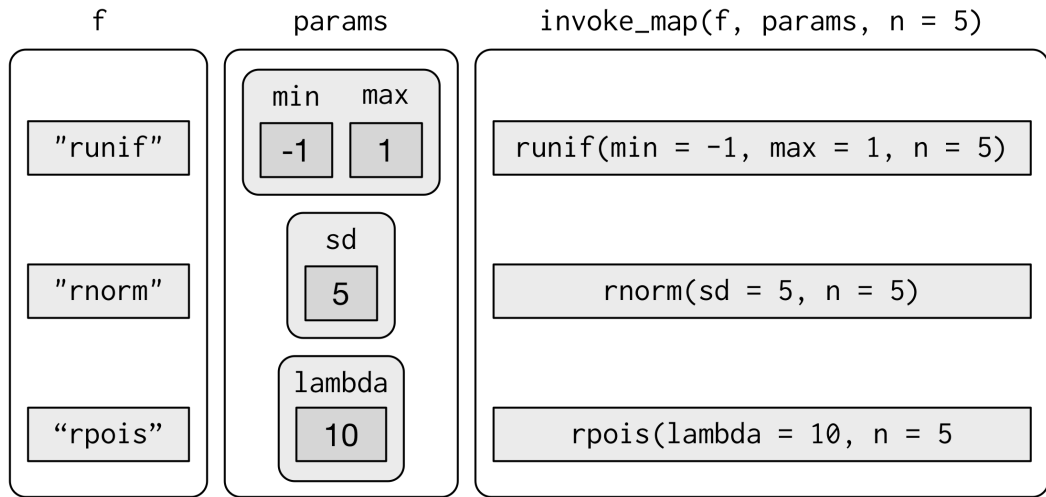 f params invoke_map(f, params, n = 5)
min max
"runif" -1 1 runif(min = -1, max = 1, n = 5)
sd
"rnorm" 5 rnorm(sd = 5, n = 5)
lambda
“rpois” 10 rpois(lambda = 10, n = 5